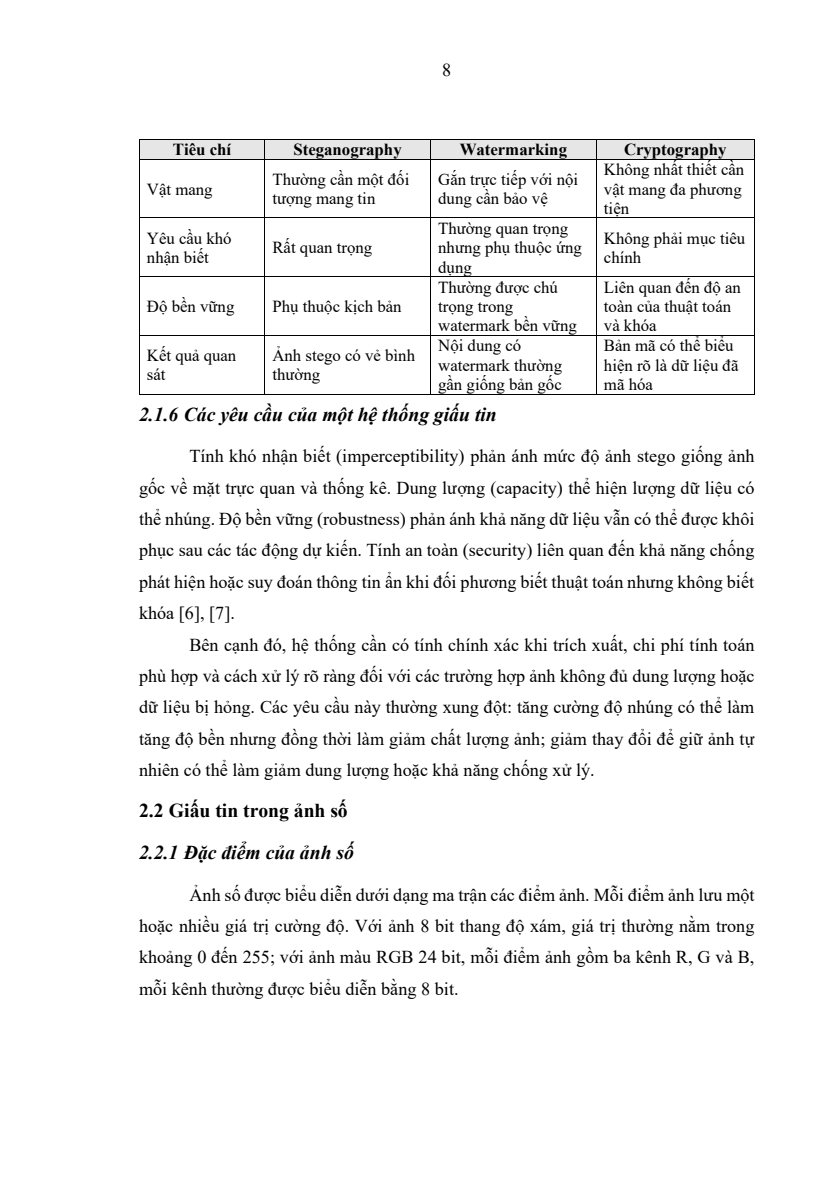 8
Tiêu chí Steganography Watermarking Cryptography
Vật mang
Thường cần một đối
tượng mang tin
Gắn trực tiếp với nội
dung cần bảo vệ
Không nhất thiết cần
vật mang đa phương
tiện
Yêu cầu khó
nhận biết
Rất quan trọng
Thường quan trọng
nhưng phụ thuộc ứng
dụng
Không phải mục tiêu
chính
Độ bền vững
Phụ thuộc kịch bản
Thường được chú
trọng trong
watermark bền vững
Liên quan đến độ an
toàn của thuật toán
và khóa
Kết quả quan
sát
Ảnh stego có vẻ bình
thường
Nội dung có
watermark thường
gần giống bản gốc
Bản mã có thể biểu
hiện rõ là dữ liệu đã
mã hóa
2.1.6 Các yêu cầu của một hệ thống giấu tin
Tính khó nhận biết (imperceptibility) phản ánh mức độ ảnh stego giống ảnh
gốc về mặt trực quan và thống kê. Dung lượng (capacity) thể hiện lượng dữ liệu có
thể nhúng. Độ bền vững (robustness) phản ánh khả năng dữ liệu vẫn có thể được khôi
phục sau các tác động dự kiến. Tính an toàn (security) liên quan đến khả năng chống
phát hiện hoặc suy đoán thông tin ẩn khi đối phương biết thuật toán nhưng không biết
khóa [6], [7].
Bên cạnh đó, hệ thống cần có tính chính xác khi trích xuất, chi phí tính toán
phù hợp và cách xử lý rõ ràng đối với các trường hợp ảnh không đủ dung lượng hoặc
dữ liệu bị hỏng. Các yêu cầu này thường xung đột: tăng cường độ nhúng có thể làm
tăng độ bền nhưng đồng thời làm giảm chất lượng ảnh; giảm thay đổi để giữ ảnh tự
nhiên có thể làm giảm dung lượng hoặc khả năng chống xử lý.
2.2 Giấu tin trong ảnh số
2.2.1 Đặc điểm của ảnh số
Ảnh số được biểu diễn dưới dạng ma trận các điểm ảnh. Mỗi điểm ảnh lưu một
hoặc nhiều giá trị cường độ. Với ảnh 8 bit thang độ xám, giá trị thường nằm trong
khoảng 0 đến 255; với ảnh màu RGB 24 bit, mỗi điểm ảnh gồm ba kênh R, G và B,
mỗi kênh thường được biểu diễn bằng 8 bit.